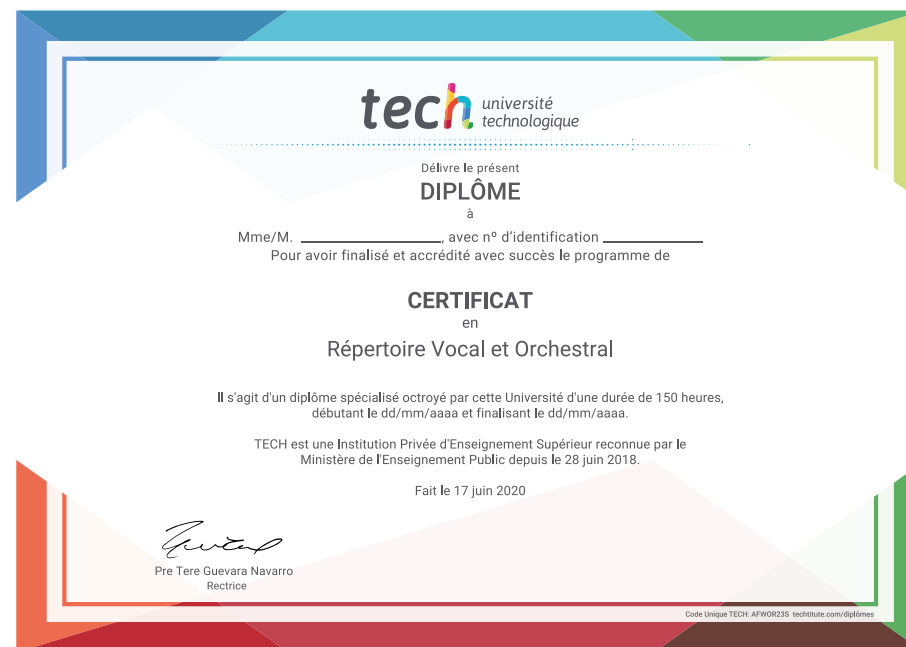 tech université
technologique
Délivre le présent
DIPLÔME
à
Mme/M. ____________________, avec nº d'identification ______________
Pour avoir finalisé et accrédité avec succès le programme de
CERTIFICAT
en
Répertoire Vocal et Orchestral
Il s'agit d'un diplôme spécialisé octroyé par cette Université d'une durée de 150 heures,
débutant le dd/mm/aaaa et finalisant le dd/mm/aaaa.
TECH est une Institution Privée d'Enseignement Supérieur reconnue par le
Ministère de l'Enseignement Public depuis le 28 juin 2018.
Fait le 17 juin 2020
Pre Tere Guevara Navarro
Rectrice
Code Unique TECH: AFWOR23S techtitute.com/diplômes